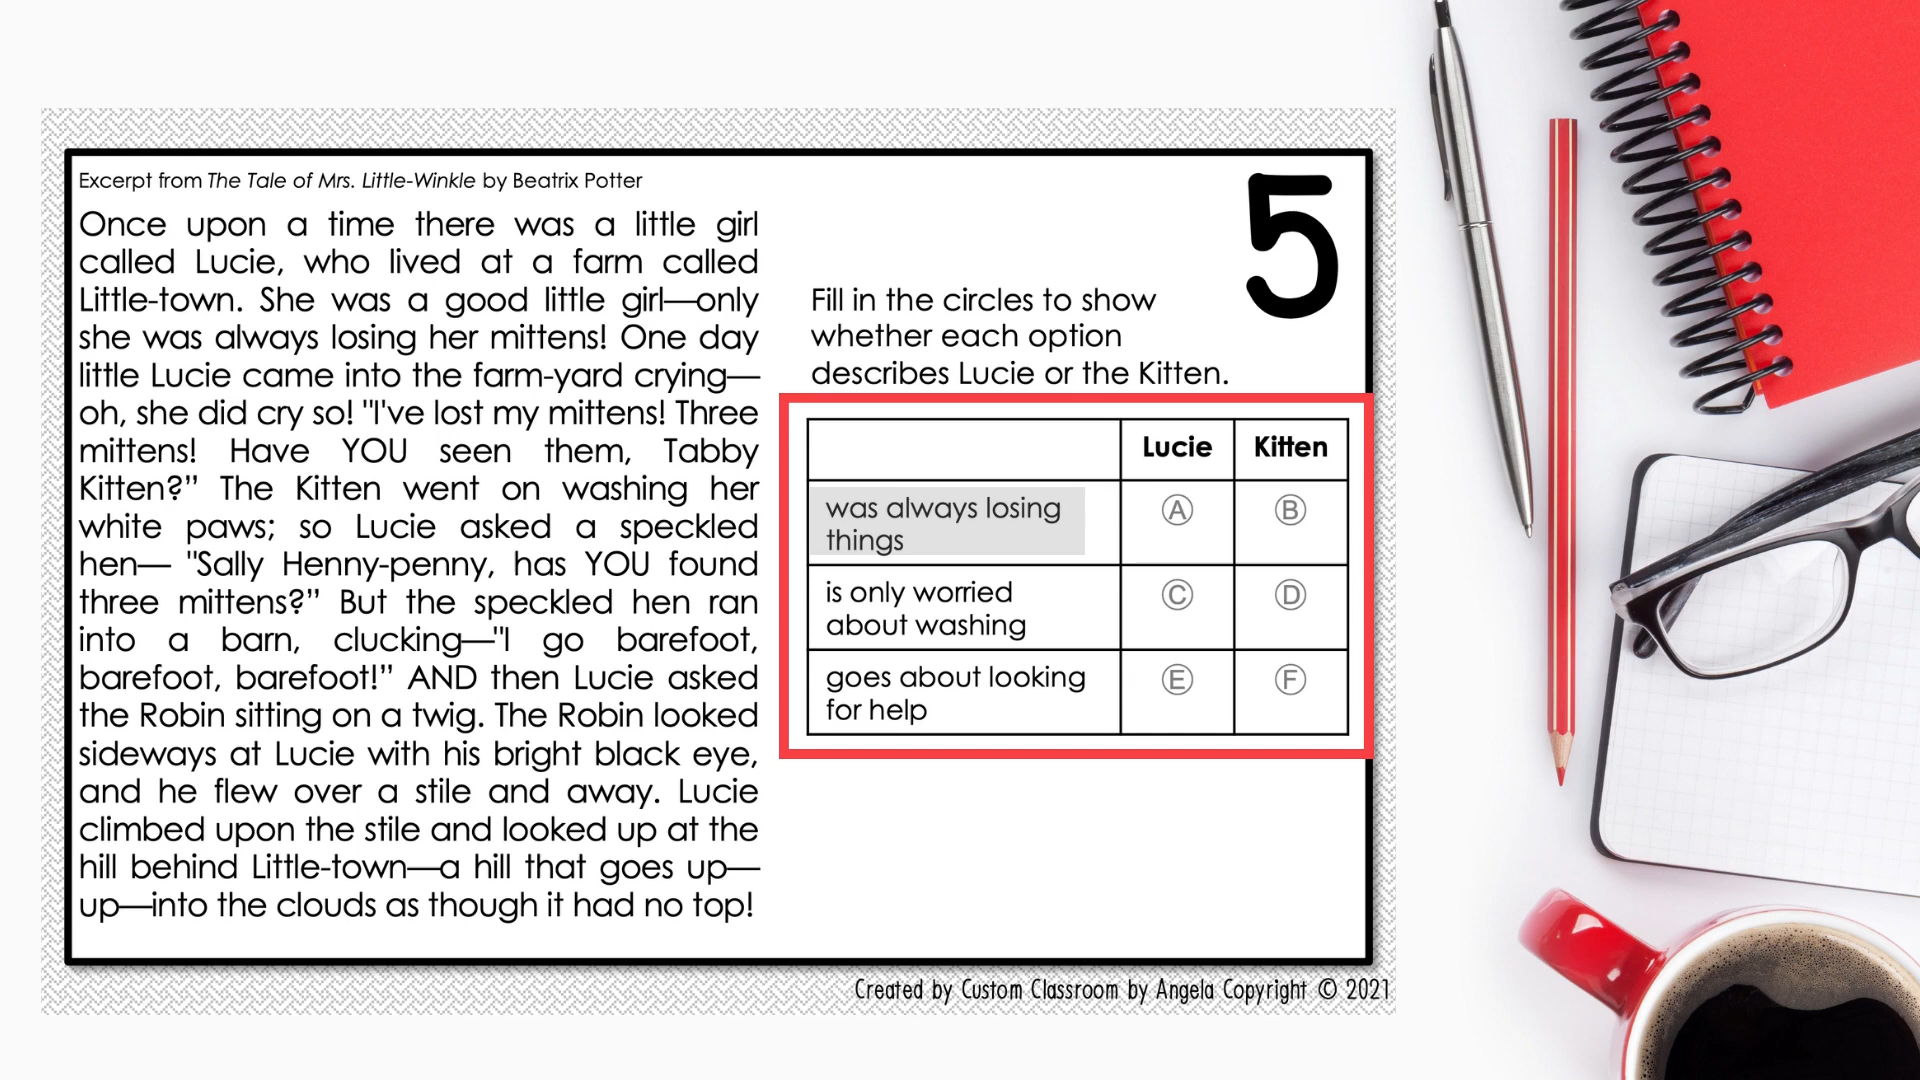 Excerpt from The Tale of Mrs. Little-Winkle by Beatrix Potter
Once upon a time there was a little girl
called Lucie, who lived at a farm called
Little-town. She was a good little girl—only
she was always losing her mittens! One day
little Lucie came into the farm-yard crying—
oh, she did cry so! "I've lost my mittens! Three
mittens! Have YOU seen them, Tabby
Kitten?” The Kitten went on washing her
white paws; so Lucie asked a speckled
hen— "Sally Henny-penny, has YOU found
three mittens?” But the speckled hen ran
into a barn, clucking—"I go barefoot,
barefoot, barefoot!” AND then Lucie asked
the Robin sitting on a twig. The Robin looked
sideways at Lucie with his bright black eye,
and he flew over a stile and away. Lucie
climbed upon the stile and looked up at the
hill behind Little-town—a hill that goes up—
up—into the clouds as though it had no top!
5
Fill in the circles to show
whether each option
describes Lucie or the Kitten.
Lucie Kitten
was always losing
things
A B
is only worried
about washing
C D
goes about looking
for help
E F
Created by Custom Classroom by Angela Copyright © 2021